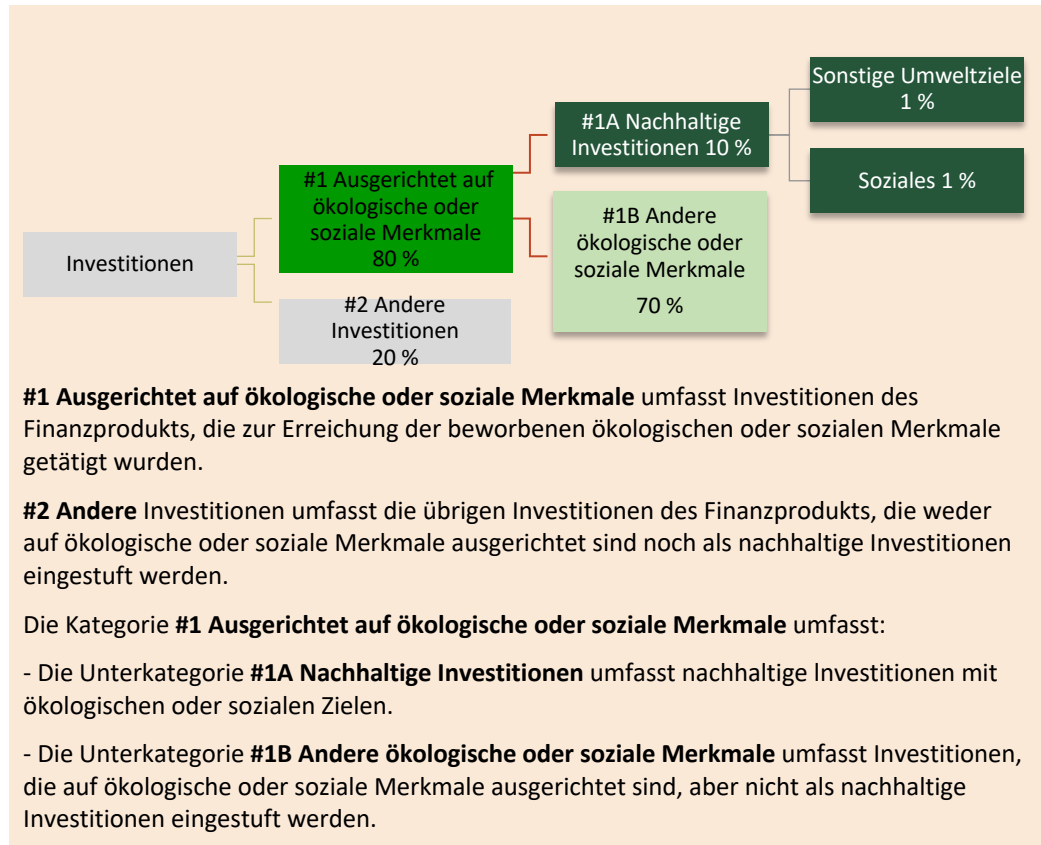 Sonstige Umweltziele
1 %
#1A Nachhaltige
Investitionen 10 %
Soziales 1 %
#1 Ausgerichtet auf
ökologische oder
soziale Merkmale
80 %
#1B Andere
ökologische oder
soziale Merkmale
70 %
Investitionen
#2 Andere
Investitionen
20 %
#1 Ausgerichtet auf ökologische oder soziale Merkmale umfasst Investitionen des
Finanzprodukts, die zur Erreichung der beworbenen ökologischen oder sozialen Merkmale
getätigt wurden.
#2 Andere Investitionen umfasst die übrigen Investitionen des Finanzprodukts, die weder
auf ökologische oder soziale Merkmale ausgerichtet sind noch als nachhaltige Investitionen
eingestuft werden.
Die Kategorie #1 Ausgerichtet auf ökologische oder soziale Merkmale umfasst:
- Die Unterkategorie #1A Nachhaltige Investitionen umfasst nachhaltige lnvestitionen mit
ökologischen oder sozialen Zielen.
- Die Unterkategorie #1B Andere ökologische oder soziale Merkmale umfasst Investitionen,
die auf ökologische oder soziale Merkmale ausgerichtet sind, aber nicht als nachhaltige
Investitionen eingestuft werden.